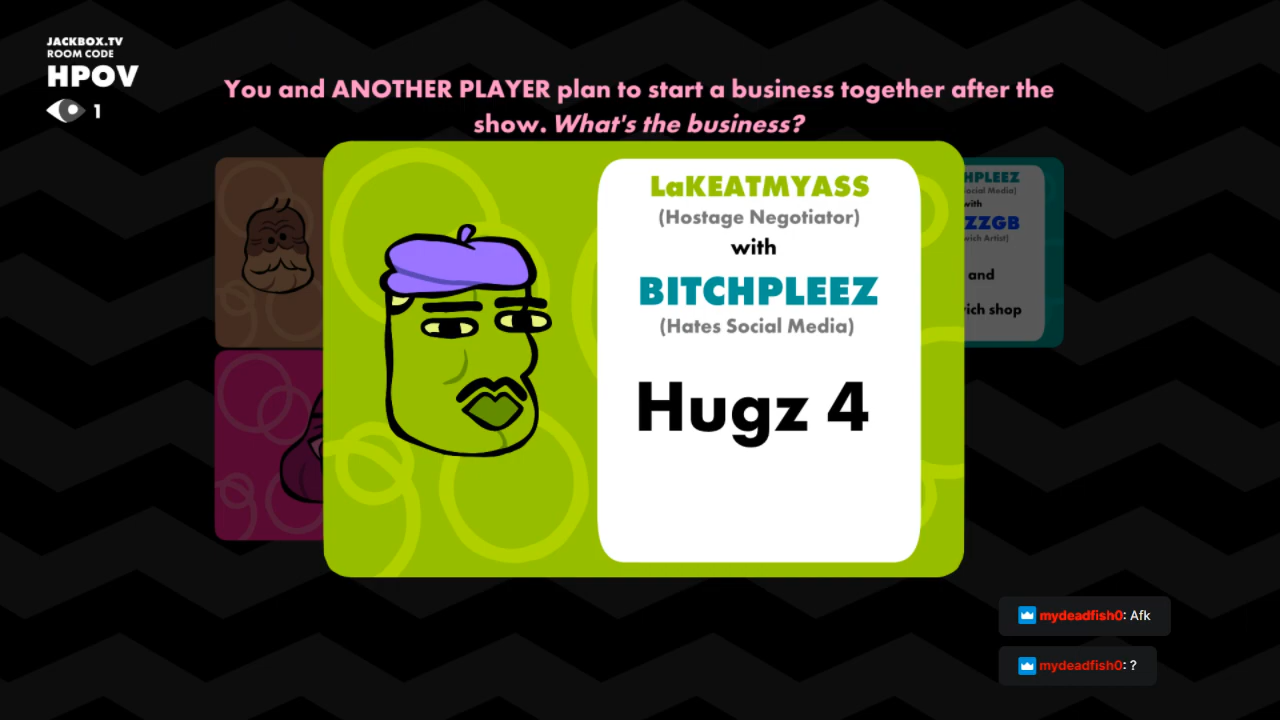 JACKBOX.TV
ROOM CODE
HPOV
1
You and ANOTHER PLAYER plan to start a business together after the
show. What's the business?
LaKEATMYASS
(Hostage Negotiator)
with
BITCHPLEEZ
(Hates Social Media)
Hugz 4
HPLEEZ
ocial Media)
with
ZZGB
vich Artist)
and
ich shop
mydeadfish0: Afk
mydeadfish0: ?